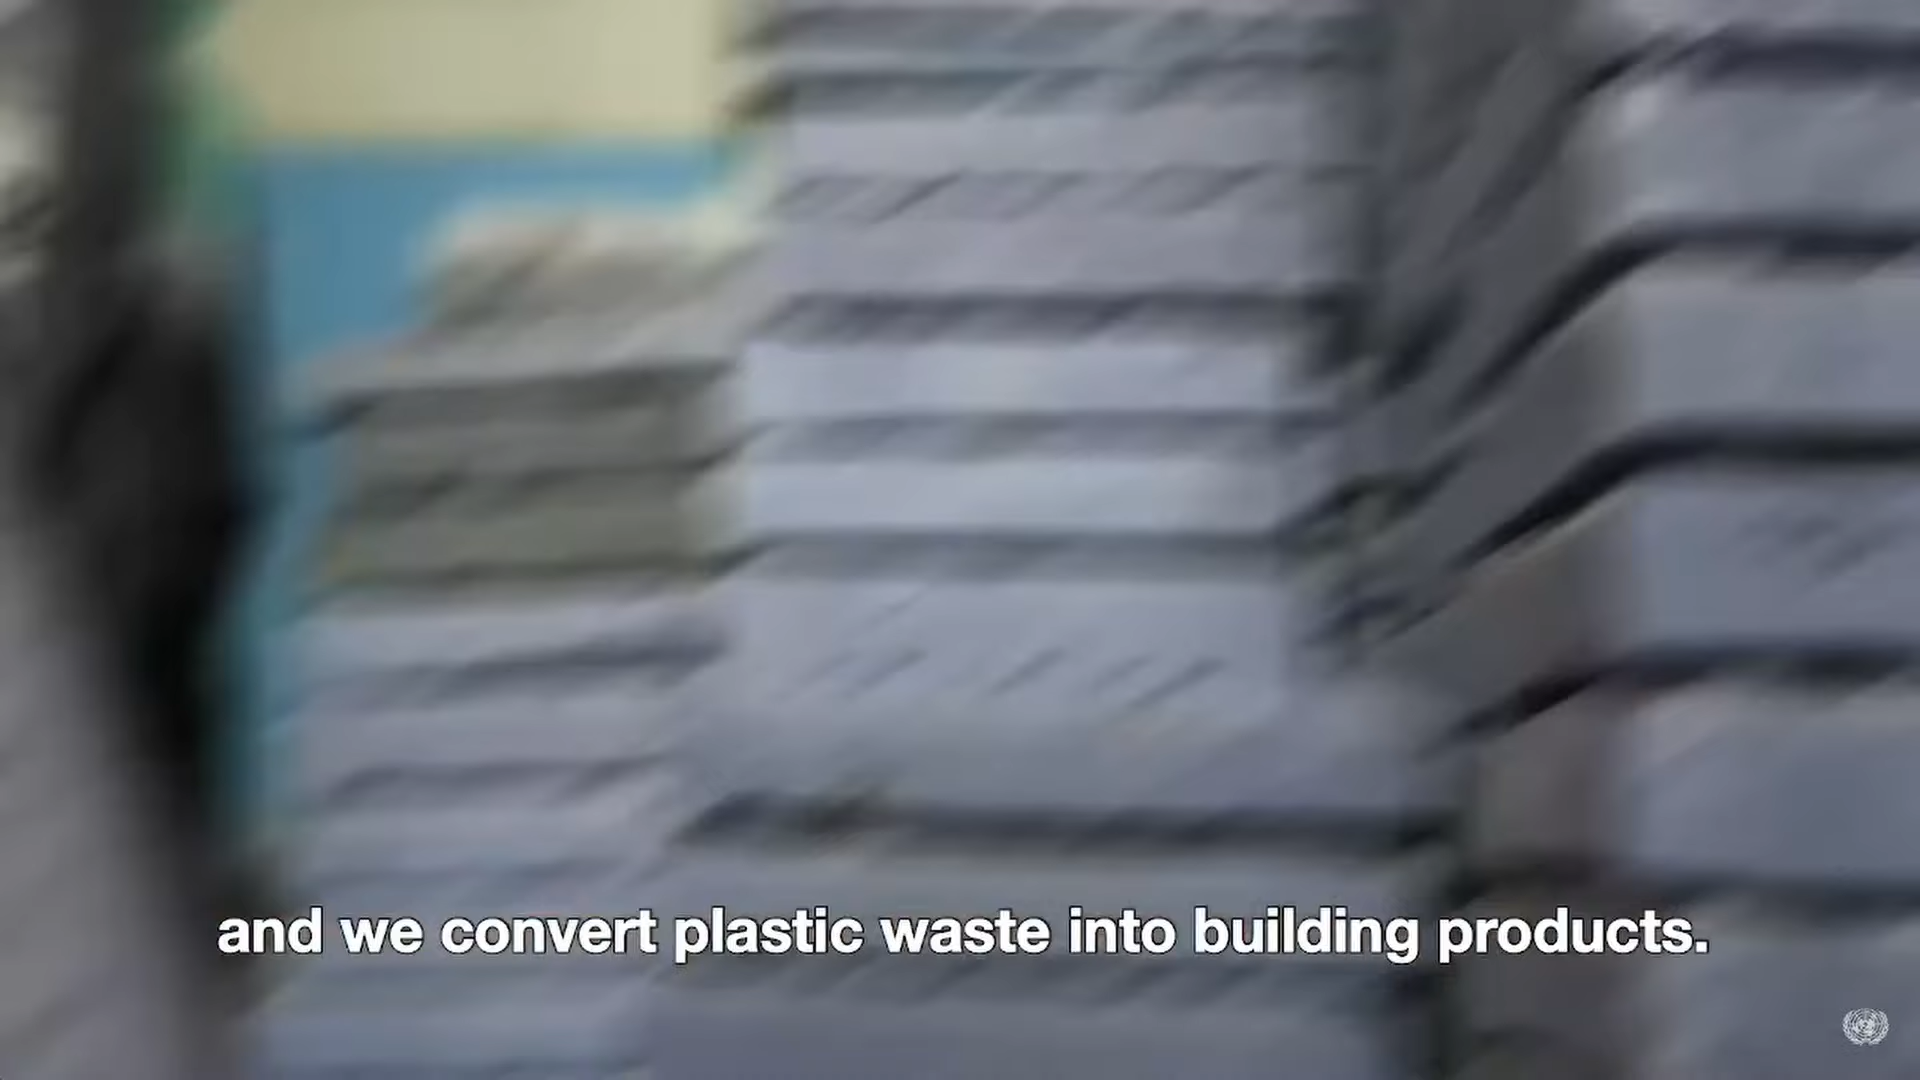 and we convert plastic waste into building products.